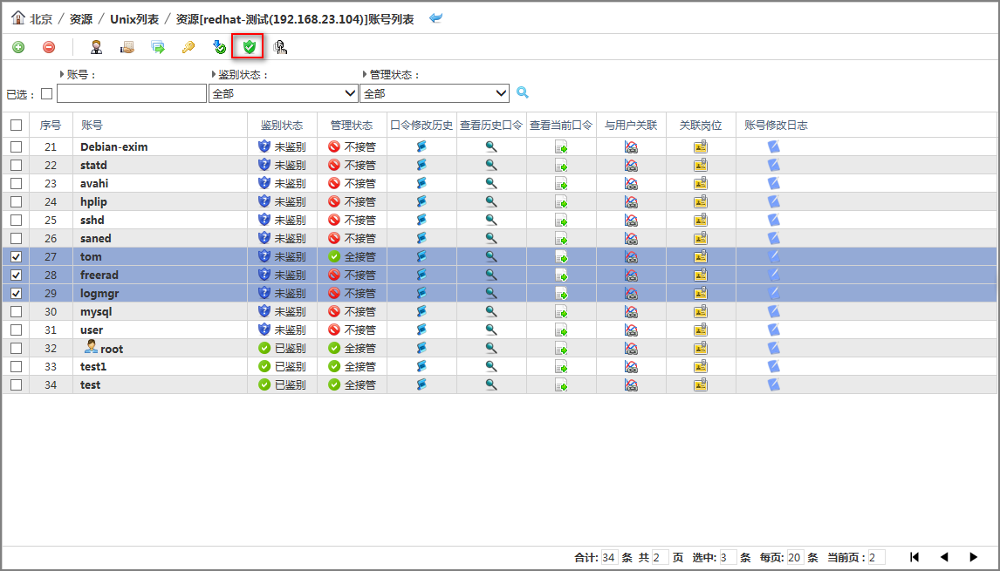 北京 / 资源 / Unix列表 / 资源[redhat-测试(192.168.23.104)]账号列表
账号： 鉴别状态： 管理状态：
已选： 全部 全部
序号 账号 鉴别状态 管理状态 口令修改历史 查看历史口令 查看当前口令 与用户关联 关联岗位 账号修改日志
21 Debian-exim 未鉴别 不接管
22 statd 未鉴别 不接管
23 avahi 未鉴别 不接管
24 hplip 未鉴别 不接管
25 sshd 未鉴别 不接管
26 saned 未鉴别 不接管
27 tom 未鉴别 全接管
28 freerad 未鉴别 不接管
29 logmgr 未鉴别 不接管
30 mysql 未鉴别 不接管
31 user 未鉴别 不接管
32 root 已鉴别 全接管
33 test1 已鉴别 全接管
34 test 已鉴别 全接管
合计: 34 条 共 2 页 选中: 3 条 每页: 20 条 当前页: 2